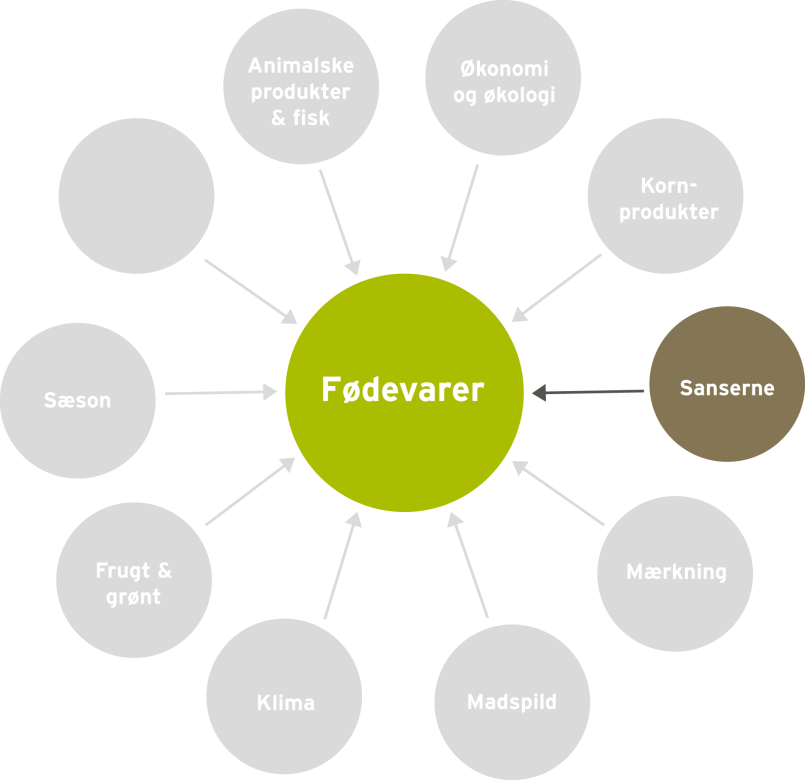 Animalske
produkter
& fisk
Økonomi
og økologi
Korn-
produkter
Fødevarer
Sanserne
Sæson
Frugt &
grønt
Mærkning
Klima
Madspild